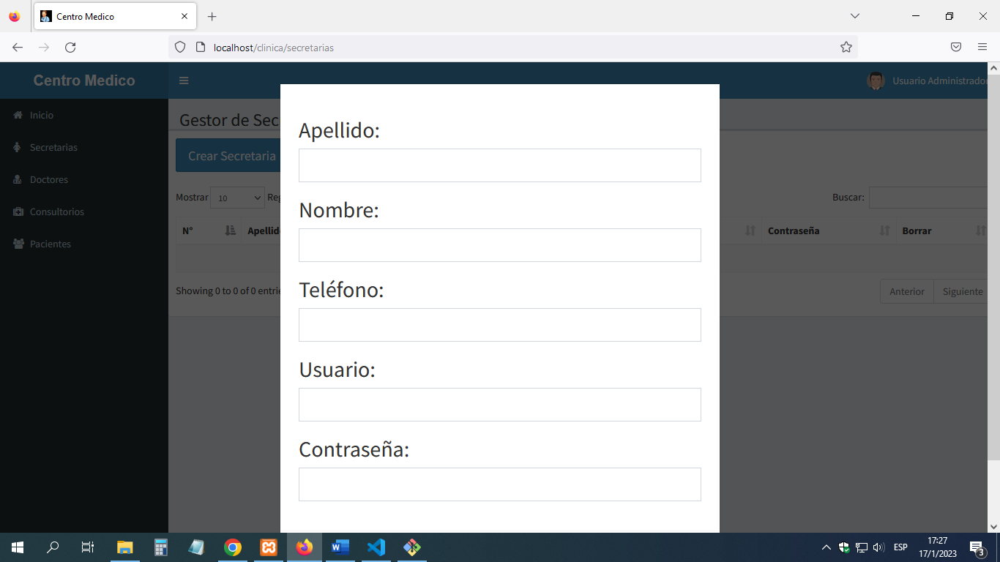 Centro Medico
localhost/clinica/secretarias
Centro Medico
Usuario Administrador
Inicio
Secretarias
Doctores
Consultorios
Pacientes
Gestor de Sec
Crear Secretaria
Mostrar 10 Reg
Buscar:
N° Apellido Contraseña Borrar
Showing 0 to 0 of 0 entrie
Anterior Siguiente
Apellido:
Nombre:
Teléfono:
Usuario:
Contraseña:
ESP
17:27
17/1/2023
3